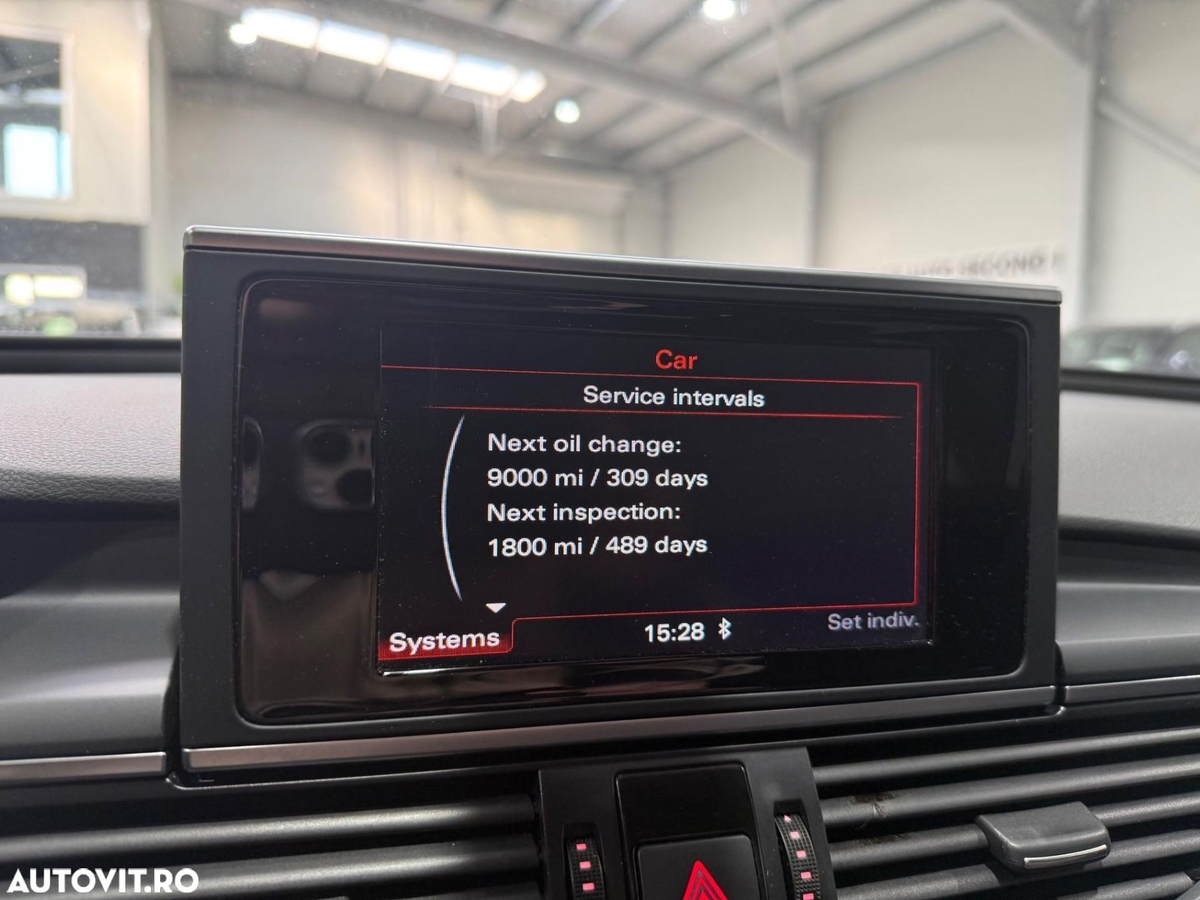 SECOND
Car
Service intervals
Next oil change:
9000 mi / 309 days
Next inspection:
1800 mi / 489 days
Systems
15:28
Set indiv.
AUTOVIT.RO